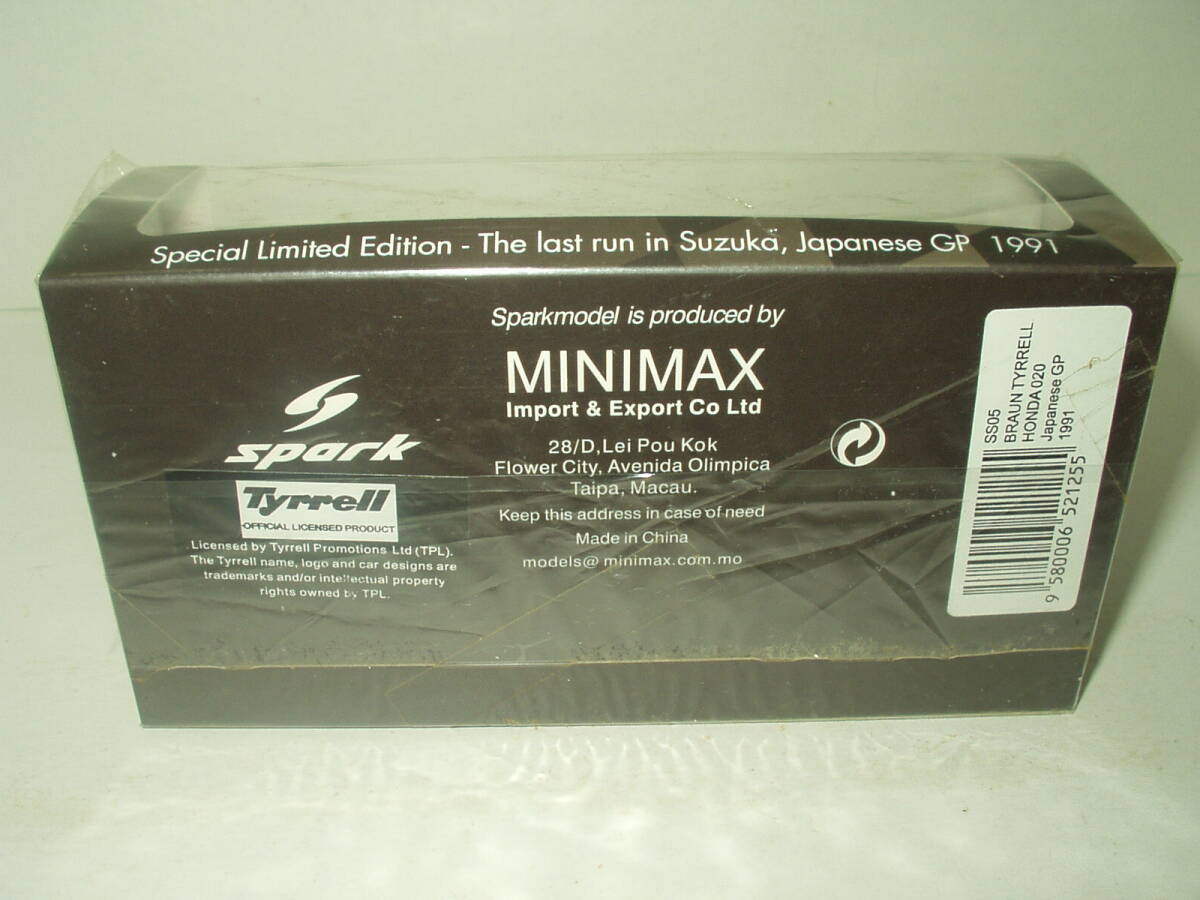 Special Limited Edition - The last run in Suzuka, Japanese GP 1991
Sparkmodel is produced by
MINIMAX
Import & Export Co Ltd
28/D,Lei Pou Kok
Flower City, Avenida Olimpica
Taipa, Macau.
Keep this address in case of need
Made in China
models@minimax.com.mo
spark
Tyrrell
OFFICIAL LICENSED PRODUCT
Licensed by Tyrrell Promotions Ltd (TPL).
The Tyrrell name, logo and car designs are
trademarks and/or intellectual property
rights owned by TPL.
SS05
BRAUN TYRRELL
HONDA 020
Japanese GP
1991
9 580006 521255